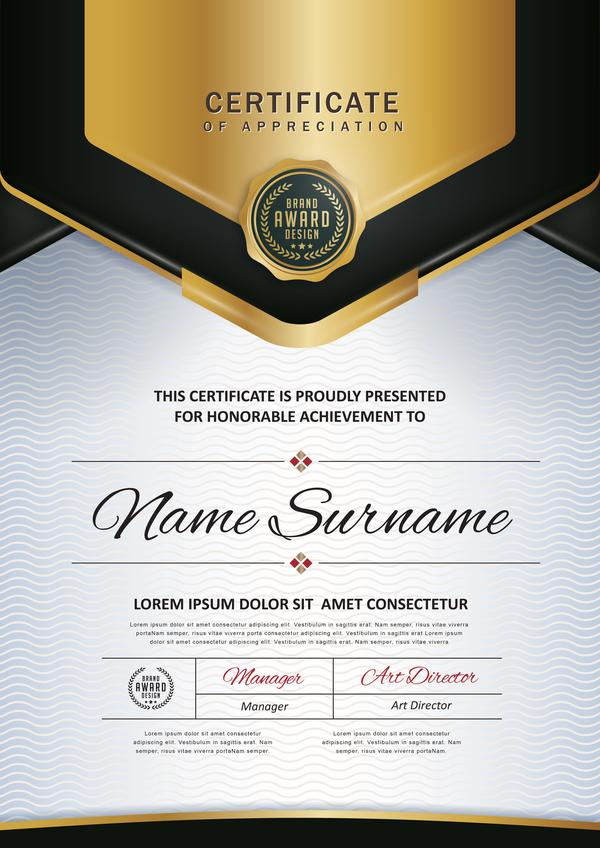 CERTIFICATE
OF APPRECIATION
BRAND
AWARD
DESIGN
THIS CERTIFICATE IS PROUDLY PRESENTED
FOR HONORABLE ACHIEVEMENT TO
Name Surname
LOREM IPSUM DOLOR SIT AMET CONSECTETUR
Lorem ipsum dolor sit amet consectetur adipiscing elit. Vestibulum in sagittis erat. Nam semper, risus vitae viverra
portaNam semper, risus vitae viverra porta consectetur adipiscing elit. Vestibulum in sagittis erat Lorem ipsum
dolor sit amet consectetur adipiscing elit. Vestibulum in sagittis erat. Nam semper, risus vitae viverra
BRAND
AWARD
DESIGN
Manager
Art Director
Manager
Art Director
Lorem ipsum dolor sit amet consectetur
adipiscing elit. Vestibulum in sagittis erat. Nam
semper, risus vitae viverra portaNam semper.
Lorem ipsum dolor sit amet consectetur
adipiscing elit. Vestibulum in sagittis erat. Nam
semper, risus vitae viverra portaNam.